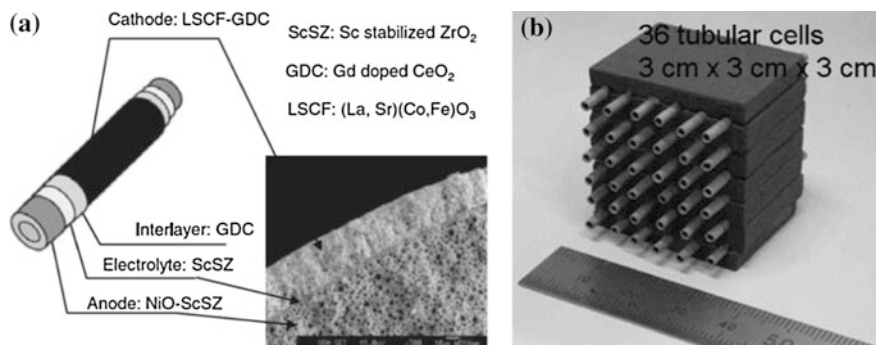 (a)
Cathode: LSCF-GDC
ScSZ: Sc stabilized ZrO₂
GDC: Gd doped CeO₂
LSCF: (La, Sr)(Co,Fe)O₃
Interlayer: GDC
Electrolyte: ScSZ
Anode: NiO-ScSZ
(b)
36 tubular cells
3 cm x 3 cm x 3 cm